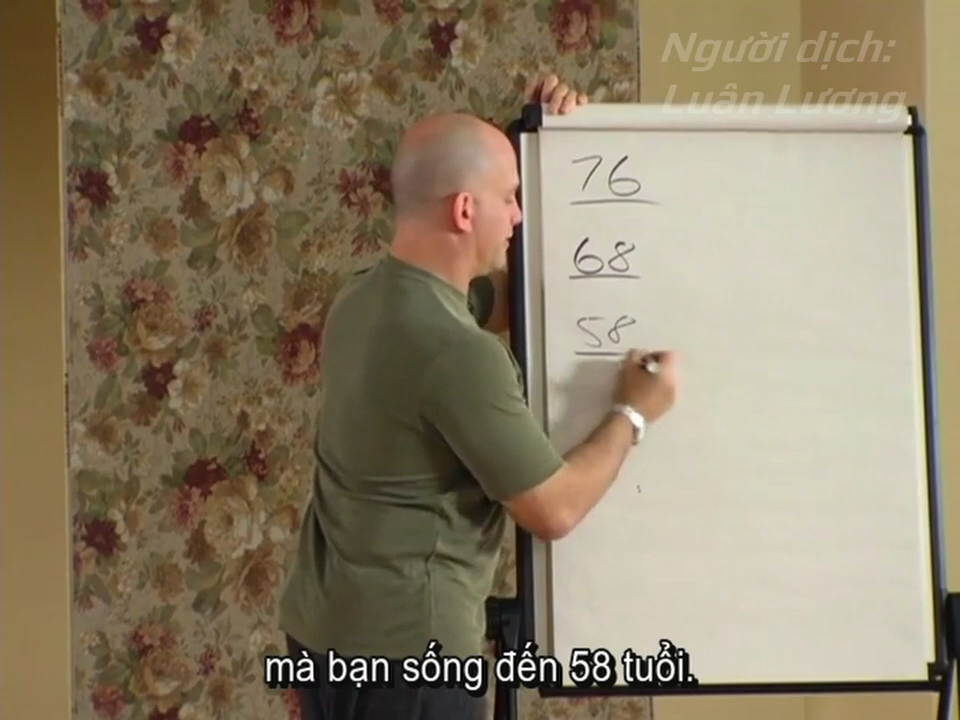 Người dịch:
Luân Lương
76
68
58
mà bạn sống đến 58 tuổi.